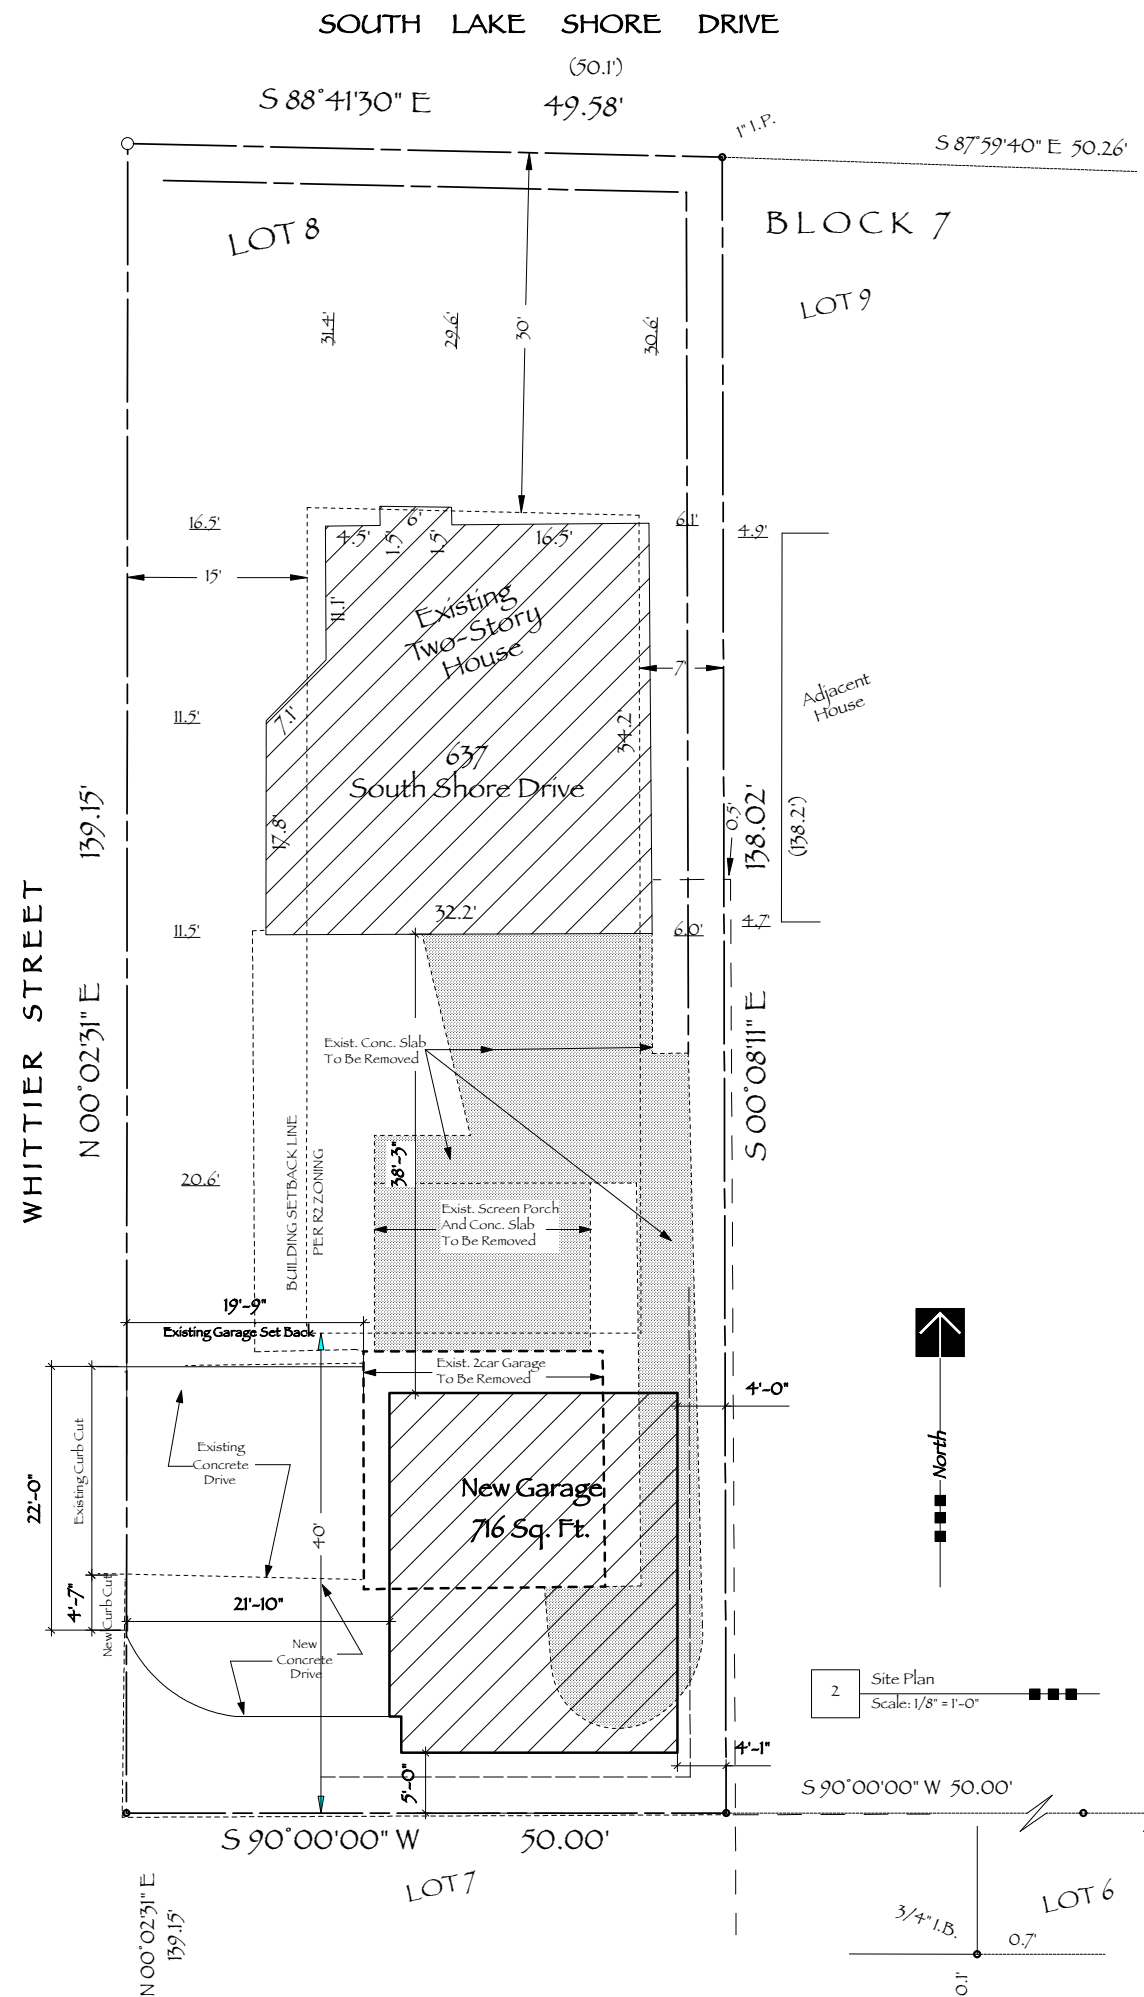 SOUTH LAKE SHORE DRIVE
(50.1')
S 88°41'30" E 49.58'
1" I.P.
S 87°59'40" E 50.26'
LOT 8
BLOCK 7
LOT 9
31.4'
29.6'
30'
30.6'
16.5'
4.5'
1.5'
6'
1.5'
16.5'
6.1'
4.9'
15'
11.1'
Existing
Two-Story
House
7'
Adjacent
House
11.5'
7.1'
34.2'
637
South Shore Drive
17.8'
139.15'
0.5'
138.02'
(138.2')
32.2'
11.5'
6.0'
4.7'
WHITTIER STREET
N 00°02'31" E
S 00°08'11" E
Exist. Conc. Slab
To Be Removed
38'-3"
20.6'
BUILDING SETBACK LINE
PER R2 ZONING
Exist. Screen Porch
And Conc. Slab
To Be Removed
19'-9"
Existing Garage Set Back
Exist. 2car Garage
To Be Removed
4'-0"
North
Existing
Concrete
Drive
Existing Curb Cut
22'-0"
New Garage
716 Sq. Ft.
40'
4'-7"
New Curb Cut
21'-10"
New
Concrete
Drive
2
Site Plan
Scale: 1/8" = 1'-0"
4'-1"
5'-0"
S 90°00'00" W 50.00'
S 90°00'00" W 50.00'
LOT 7
LOT 6
N 00°02'31" E
139.15'
3/4" I.B.
0.7'
0.1'